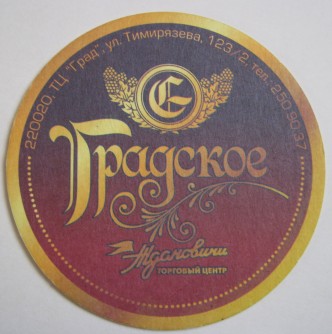 220020, ТЦ "Град", ул. Тимирязева, 123/2, тел. 250 90 37
Градское
Ждановичи
ТОРГОВЫЙ ЦЕНТР